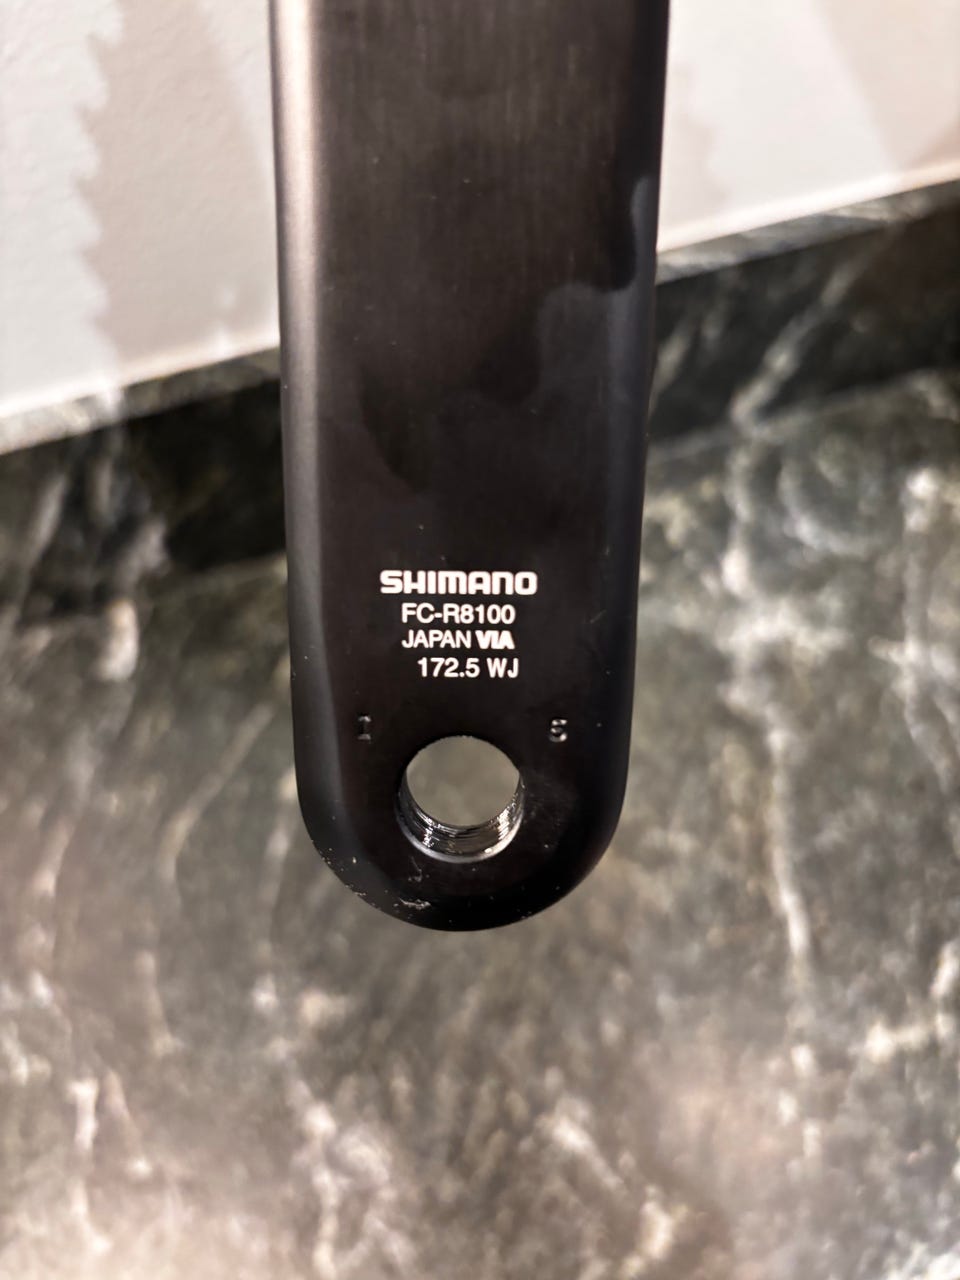 SHIMANO
FC-R8100
JAPAN VIA
172.5 WJ
I S